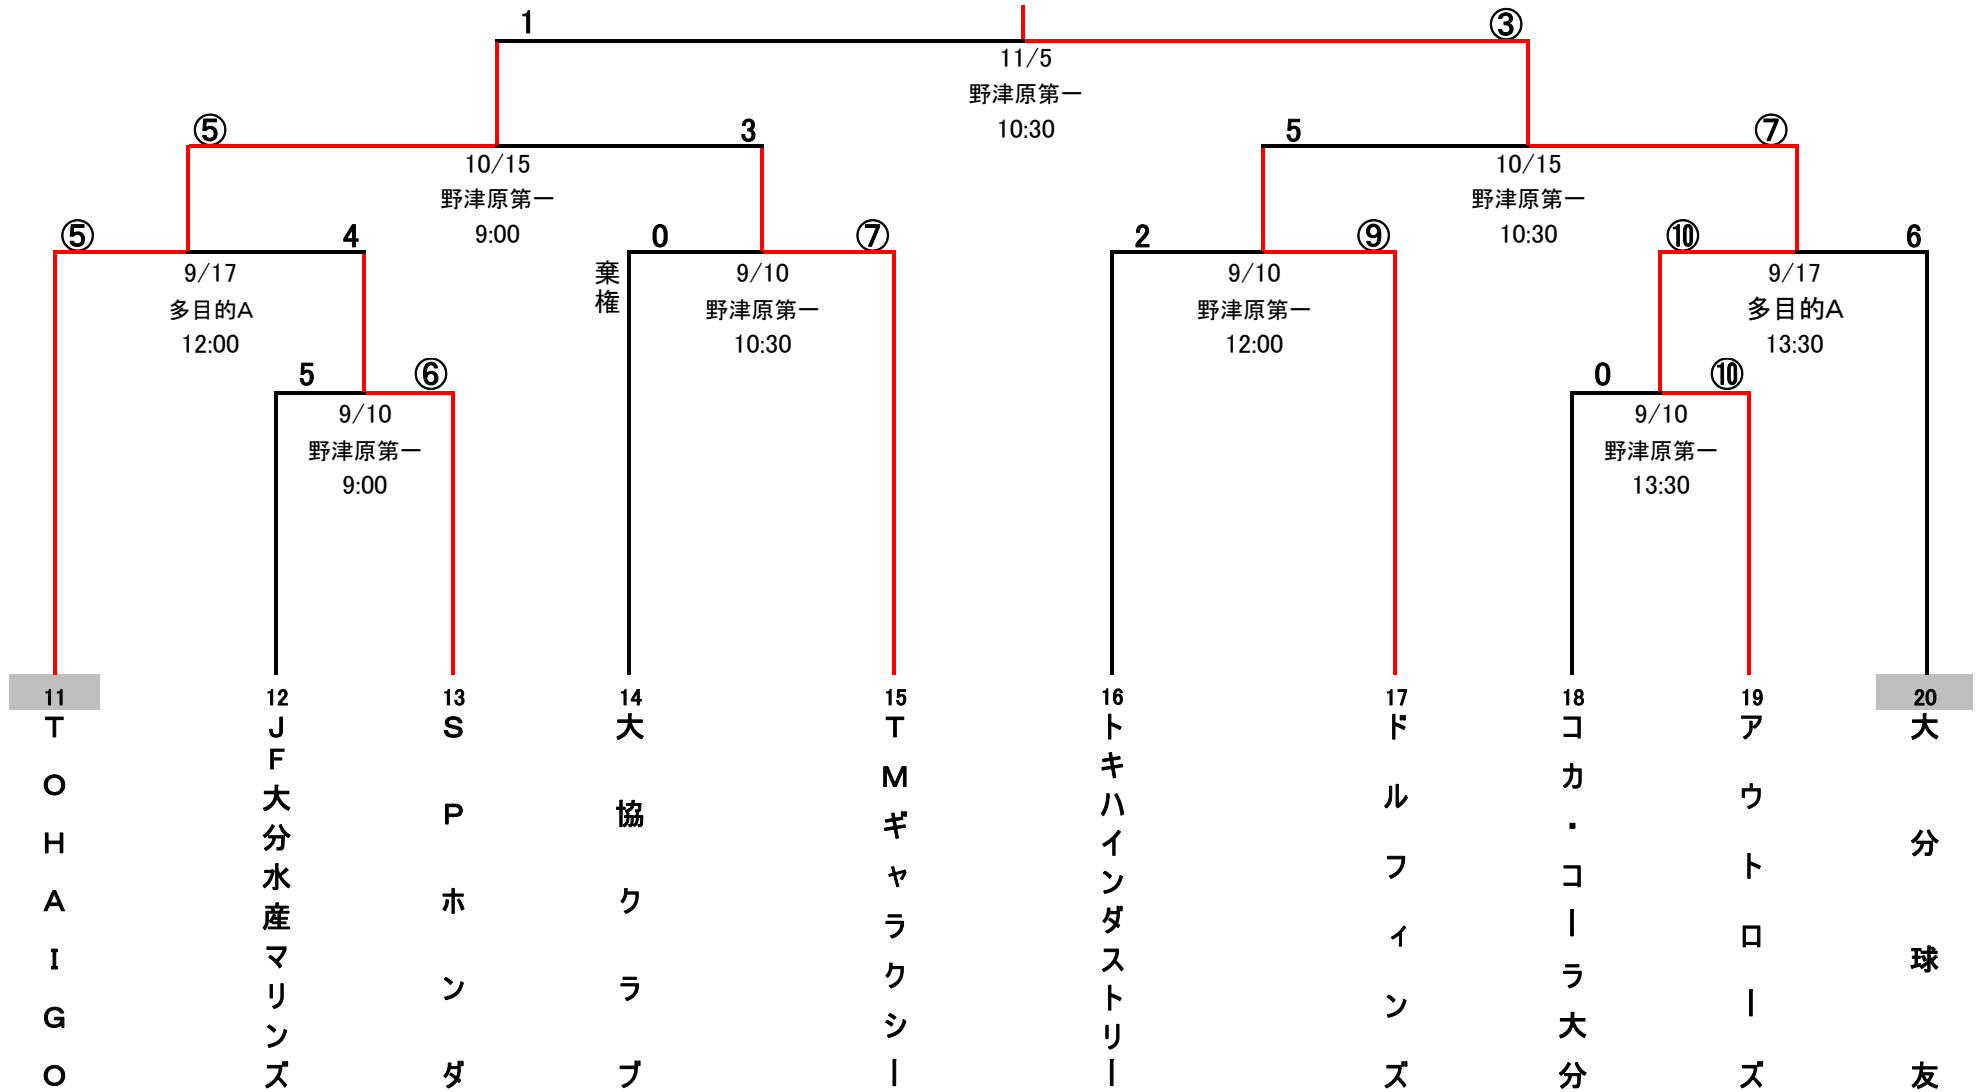 1
③
11/5
野津原第一
10:30
⑤
3
5
⑦
10/15
野津原第一
9:00
10/15
野津原第一
10:30
⑤
4
0
⑦
2
⑨
⑩
6
棄権
9/17
多目的A
12:00
9/10
野津原第一
10:30
9/10
野津原第一
12:00
9/17
多目的A
13:30
5
⑥
0
⑩
9/10
野津原第一
9:00
9/10
野津原第一
13:30
11
TOHAIGO
12
JF大分水産マリンズ
13
SPホンダ
14
大協クラブ
15
TMギャラクシー
16
トキハインダストリー
17
ドルフィンズ
18
コカ・コーラ大分
19
アウトローズ
20
大分球友